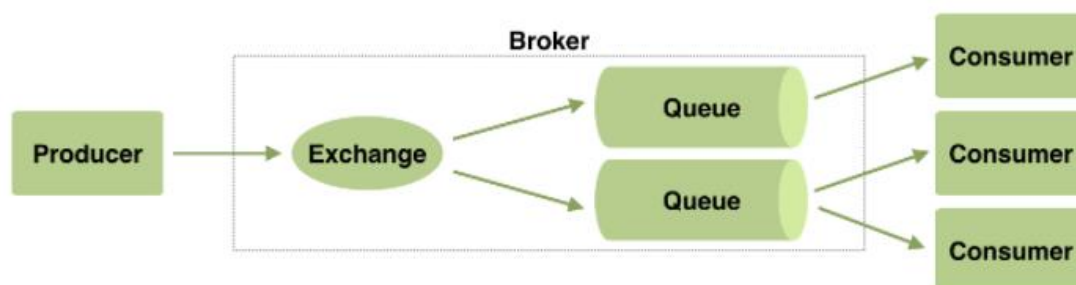 Broker
Producer
Exchange
Queue
Queue
Consumer
Consumer
Consumer